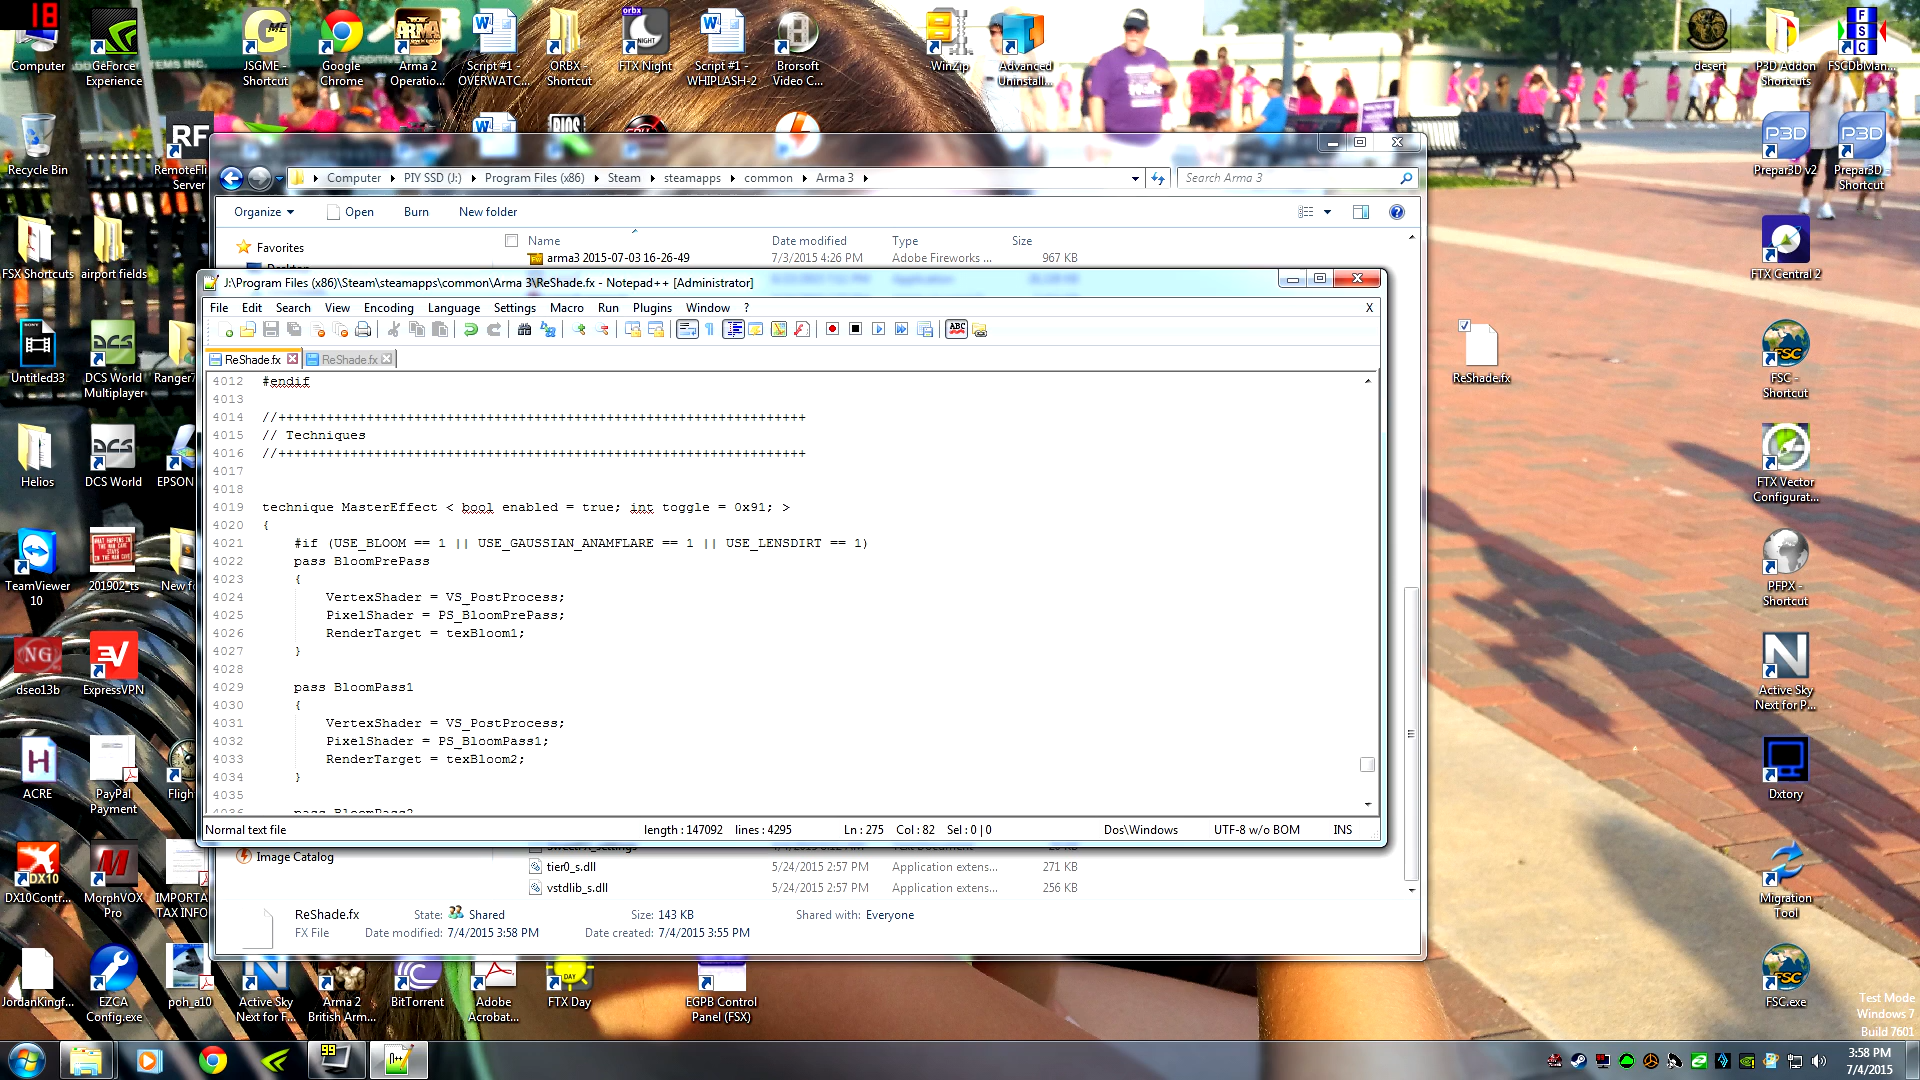 18
Computer
GeForce Experience
JSGME - Shortcut
Google Chrome
Arma 2 Operatio...
Script #1 - OVERWATC...
ORBX - Shortcut
FTX Night
Script #1 - WHIPLASH-2
Brorsoft Video C...
WinZip
Advanced Uninstall...
desert
P3D Addon Shortcuts
FSCDbMan...
Recycle Bin
RemoteFli Server
Prepar3D v2
Prepar3D - Shortcut
Computer
PIY SSD (J:)
Program Files (x86)
Steam
steamapps
common
Arma 3
Search Arma 3
Organize
Open
Burn
New folder
Favorites
Name
Date modified
Type
Size
arma3 2015-07-03 16-26-49
7/3/2015 4:26 PM
Adobe Fireworks ...
967 KB
J:\Program Files (x86)\Steam\steamapps\common\Arma 3\ReShade.fx - Notepad++ [Administrator]
File Edit Search View Encoding Language Settings Macro Run Plugins Window ?
X
ReShade.fx
ReShade.fx
4012 #endif
4013
4014 //++++++++++++++++++++++++++++++++++++++++++++++++++++++++++++++++++
4015 // Techniques
4016 //++++++++++++++++++++++++++++++++++++++++++++++++++++++++++++++++++
4017
4018
4019 technique MasterEffect < bool enabled = true; int toggle = 0x91; >
4020 {
4021 #if (USE_BLOOM == 1 || USE_GAUSSIAN_ANAMFLARE == 1 || USE_LENSDIRT == 1)
4022 pass BloomPrePass
4023 {
4024 VertexShader = VS_PostProcess;
4025 PixelShader = PS_BloomPrePass;
4026 RenderTarget = texBloom1;
4027 }
4028
4029 pass BloomPass1
4030 {
4031 VertexShader = VS_PostProcess;
4032 PixelShader = PS_BloomPass1;
4033 RenderTarget = texBloom2;
4034 }
4035
4036 pass BloomPass2
Normal text file
length : 147092 lines : 4295
Ln : 275 Col : 82 Sel : 0 | 0
Dos\Windows
UTF-8 w/o BOM
INS
Image Catalog
tier0_s.dll
5/24/2015 2:57 PM
Application extens...
271 KB
vstdlib_s.dll
5/24/2015 2:57 PM
Application extens...
256 KB
ReShade.fx
State: Shared
Size: 143 KB
Shared with: Everyone
FX File
Date modified: 7/4/2015 3:58 PM
Date created: 7/4/2015 3:55 PM
FSX Shortcuts
airport fields
FTX Central 2
Untitled33
DCS World Multiplayer
Ranger7
ReShade.fx
FSC - Shortcut
Helios
DCS World
EPSON
FTX Vector Configurat...
TeamViewer 10
201902_ts
New fo
PFPX - Shortcut
dseo13b
ExpressVPN
Active Sky Next for P...
ACRE
PayPal Payment
Fligh
Dxtory
DX10Contr...
MorphVOX Pro
IMPORTA TAX INFO
Migration Tool
JordanKingf...
EZCA Config.exe
poh_a10
Active Sky Next for F...
Arma 2 British Arm...
BitTorrent
Adobe Acrobat...
FTX Day
EGPB Control Panel (FSX)
FSC.exe
Test Mode
Windows 7
Build 7601
99
3:58 PM
7/4/2015